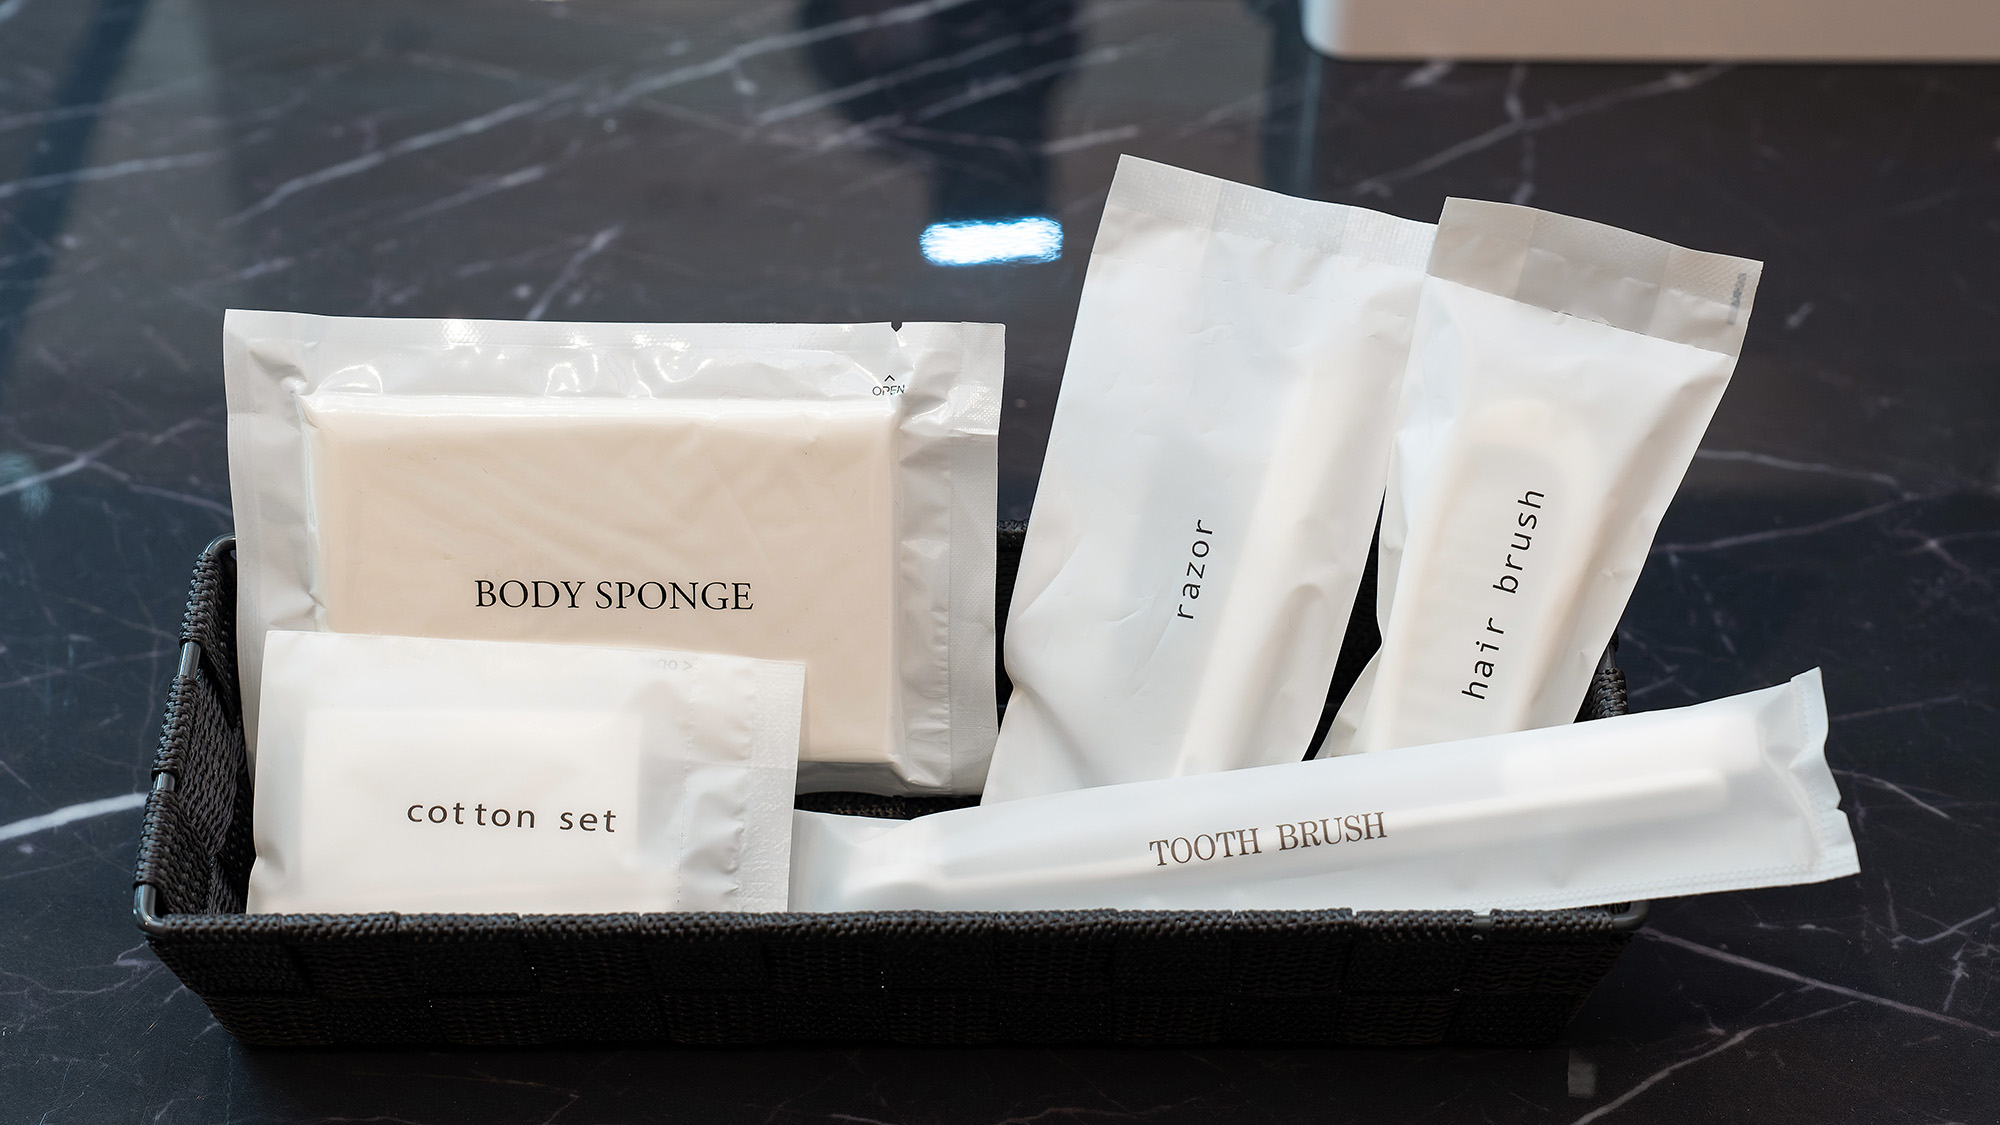 OPEN
BODY SPONGE
cotton set
razor
hair brush
TOOTH BRUSH